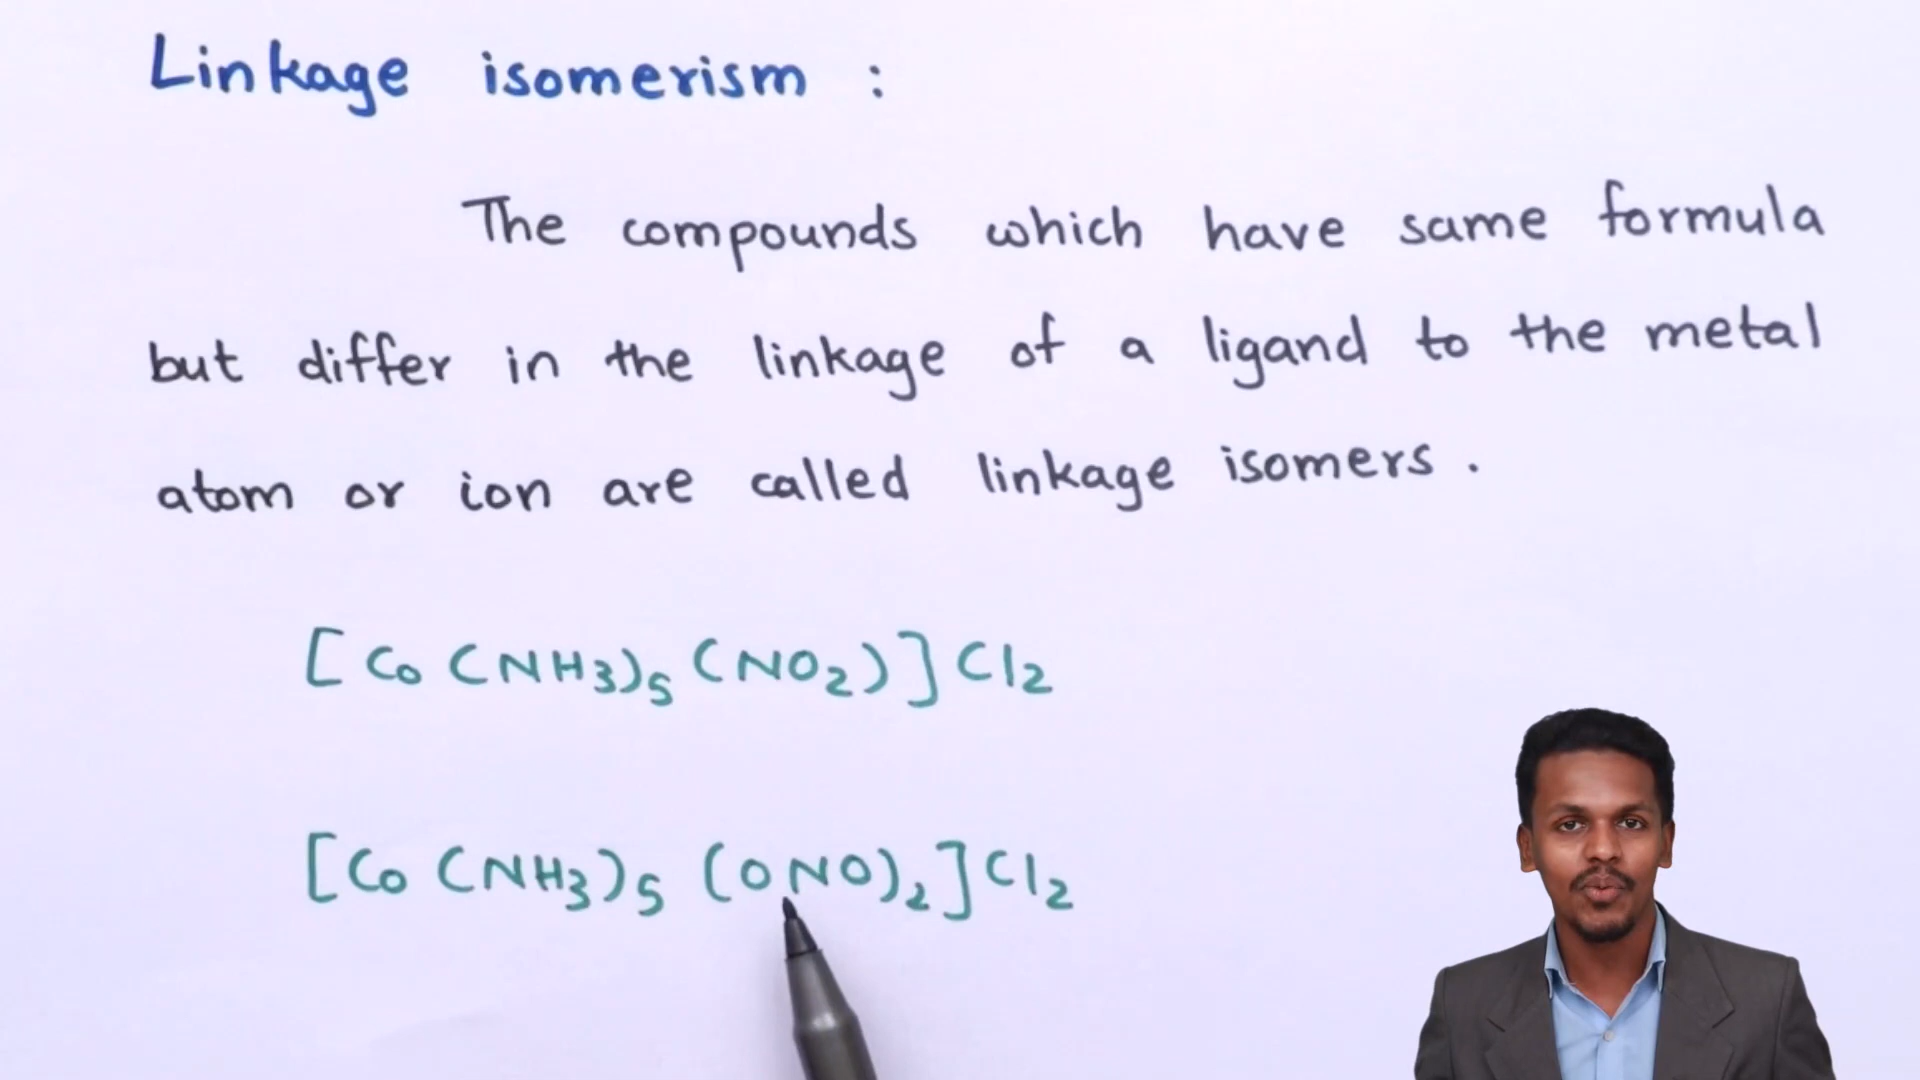 Linkage isomerism :
The compounds which have same formula
but differ in the linkage of a ligand to the metal
atom or ion are called linkage isomers .
[Co(NH₃)₅(NO₂)]Cl₂
[Co(NH₃)₅(ONO)₂]Cl₂